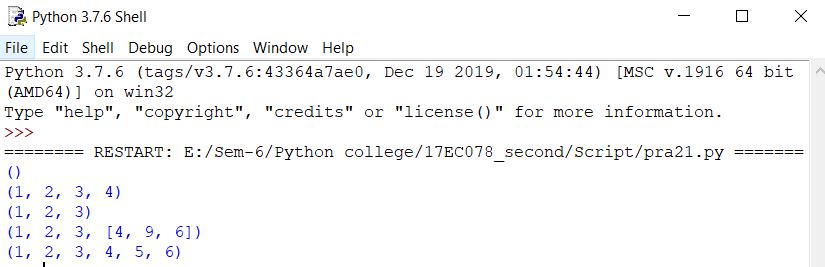 Python 3.7.6 Shell
File Edit Shell Debug Options Window Help
Python 3.7.6 (tags/v3.7.6:43364a7ae0, Dec 19 2019, 01:54:44) [MSC v.1916 64 bit
(AMD64)] on win32
Type "help", "copyright", "credits" or "license()" for more information.
>>>
======== RESTART: E:/Sem-6/Python college/17EC078_second/Script/pra21.py =======
()
(1, 2, 3, 4)
(1, 2, 3)
(1, 2, 3, [4, 9, 6])
(1, 2, 3, 4, 5, 6)